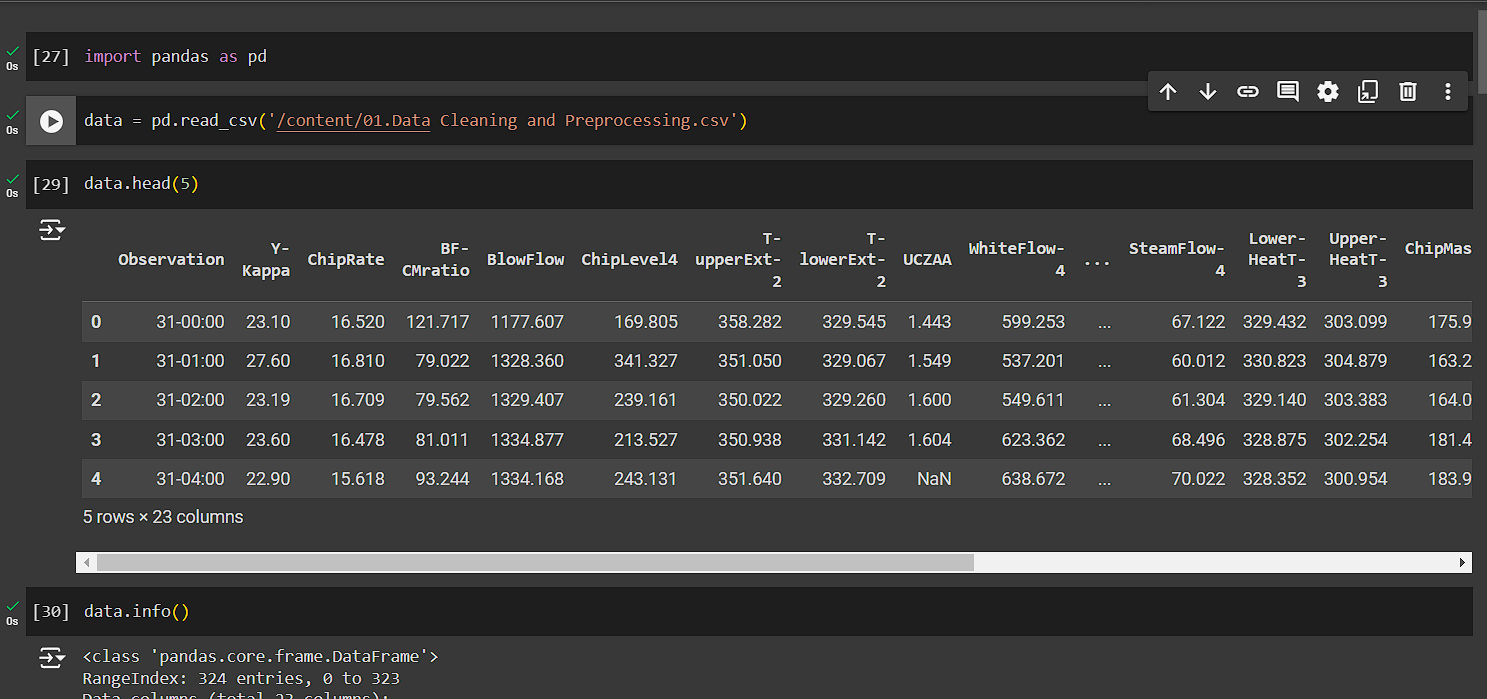 [27] import pandas as pd
0s
data = pd.read_csv('/content/01.Data Cleaning and Preprocessing.csv')
0s
[29] data.head(5)
0s
Observation Y-Kappa ChipRate BF-CMratio BlowFlow ChipLevel4 T-upperExt-2 T-lowerExt-2 UCZAA WhiteFlow-4 ... SteamFlow-4 Lower-HeatT-3 Upper-HeatT-3 ChipMas
0 31-00:00 23.10 16.520 121.717 1177.607 169.805 358.282 329.545 1.443 599.253 ... 67.122 329.432 303.099 175.9
1 31-01:00 27.60 16.810 79.022 1328.360 341.327 351.050 329.067 1.549 537.201 ... 60.012 330.823 304.879 163.2
2 31-02:00 23.19 16.709 79.562 1329.407 239.161 350.022 329.260 1.600 549.611 ... 61.304 329.140 303.383 164.0
3 31-03:00 23.60 16.478 81.011 1334.877 213.527 350.938 331.142 1.604 623.362 ... 68.496 328.875 302.254 181.4
4 31-04:00 22.90 15.618 93.244 1334.168 243.131 351.640 332.709 NaN 638.672 ... 70.022 328.352 300.954 183.9
5 rows × 23 columns
[30] data.info()
0s
<class 'pandas.core.frame.DataFrame'>
RangeIndex: 324 entries, 0 to 323
Data columns (total 23 columns):